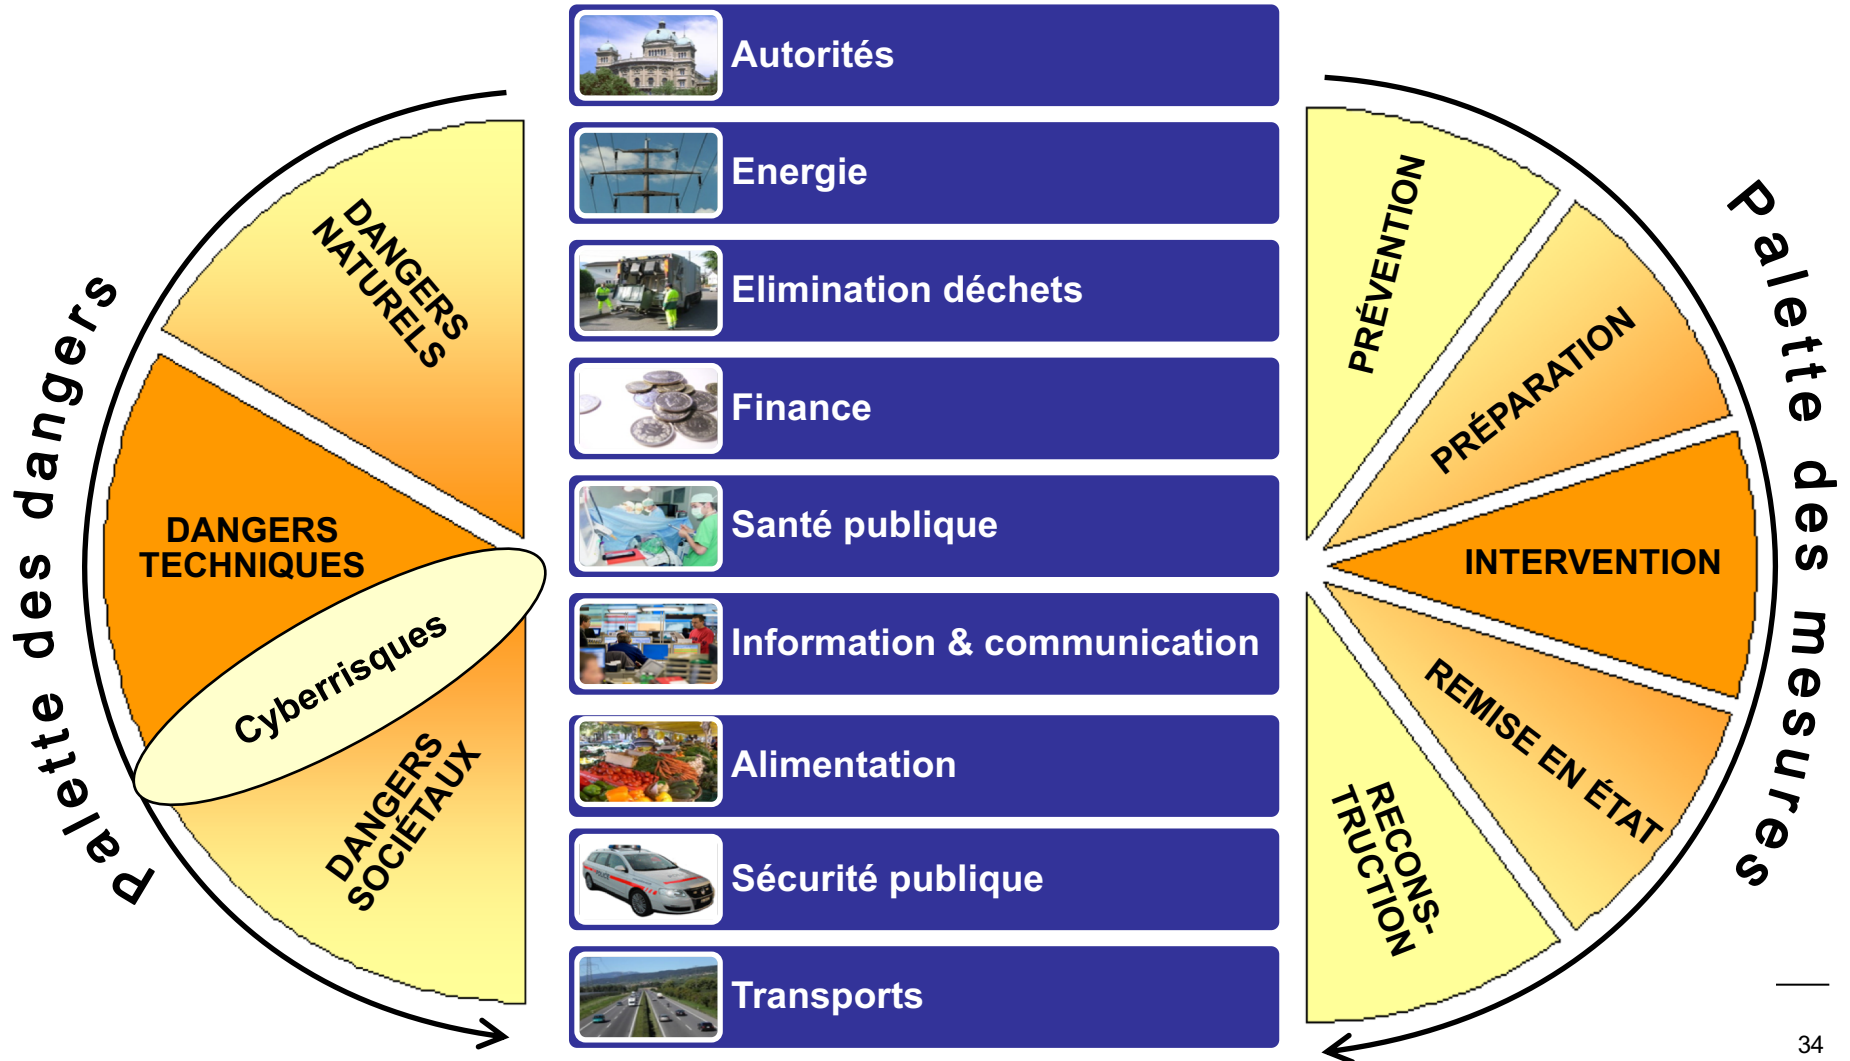 Palette des dangers
DANGERS
NATURELS
DANGERS
TECHNIQUES
Cyberrisques
DANGERS
SOCIÉTAUX
Autorités
Energie
Elimination déchets
Finance
Santé publique
Information & communication
Alimentation
Sécurité publique
Transports
Palette des mesures
PRÉVENTION
PRÉPARATION
INTERVENTION
REMISE EN ÉTAT
RECONS-
TRUCTION
34